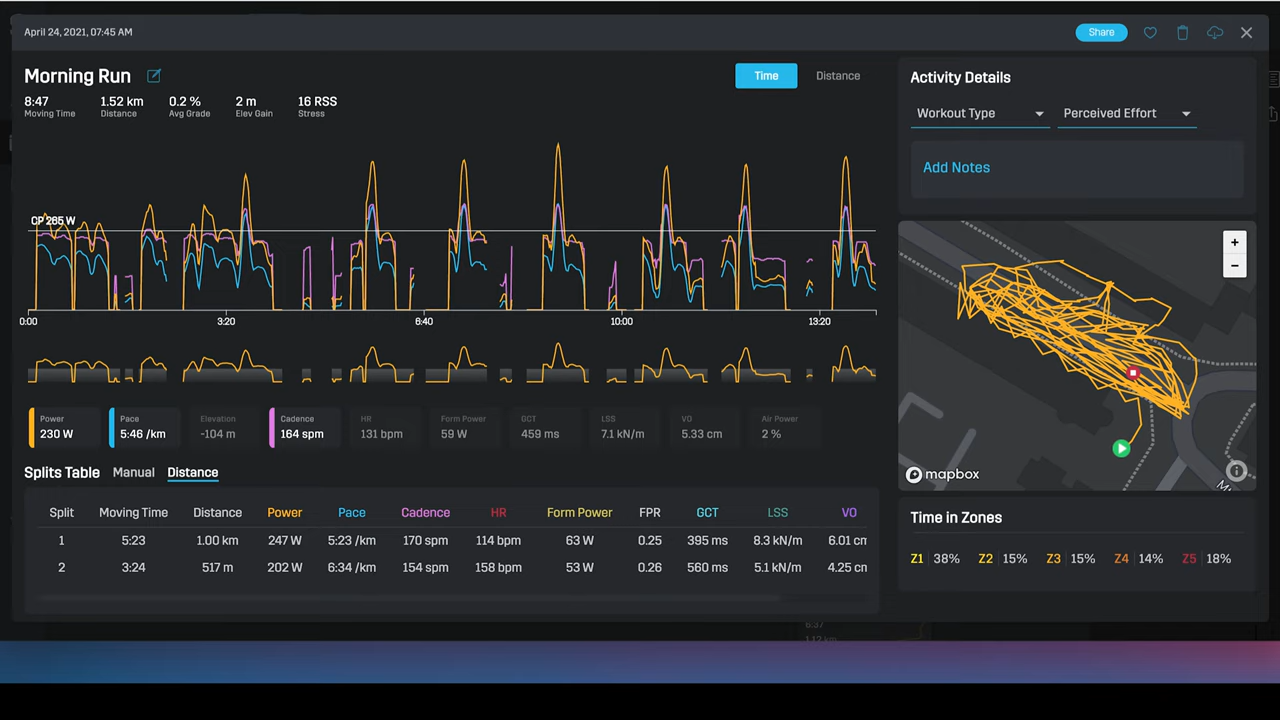 April 24, 2021, 07:45 AM
Share
Morning Run
Time Distance
8:47 1.52 km 0.2 % 2 m 16 RSS
Moving Time Distance Avg Grade Elev Gain Stress
CP 265 W
0:00 3:20 6:40 10:00 13:20
Power Pace Elevation Cadence HR Form Power GCT LSS VO Air Power
230 W 5:46 /km -104 m 164 spm 131 bpm 59 W 459 ms 7.1 kN/m 5.33 cm 2 %
Splits Table Manual Distance
Split Moving Time Distance Power Pace Cadence HR Form Power FPR GCT LSS VO
1 5:23 1.00 km 247 W 5:23 /km 170 spm 114 bpm 63 W 0.25 395 ms 8.3 kN/m 6.01 cm
2 3:24 517 m 202 W 6:34 /km 154 spm 158 bpm 53 W 0.26 560 ms 5.1 kN/m 4.25 cm
Activity Details
Workout Type Perceived Effort
Add Notes
+
−
mapbox
Time in Zones
Z1 38% Z2 15% Z3 15% Z4 14% Z5 18%